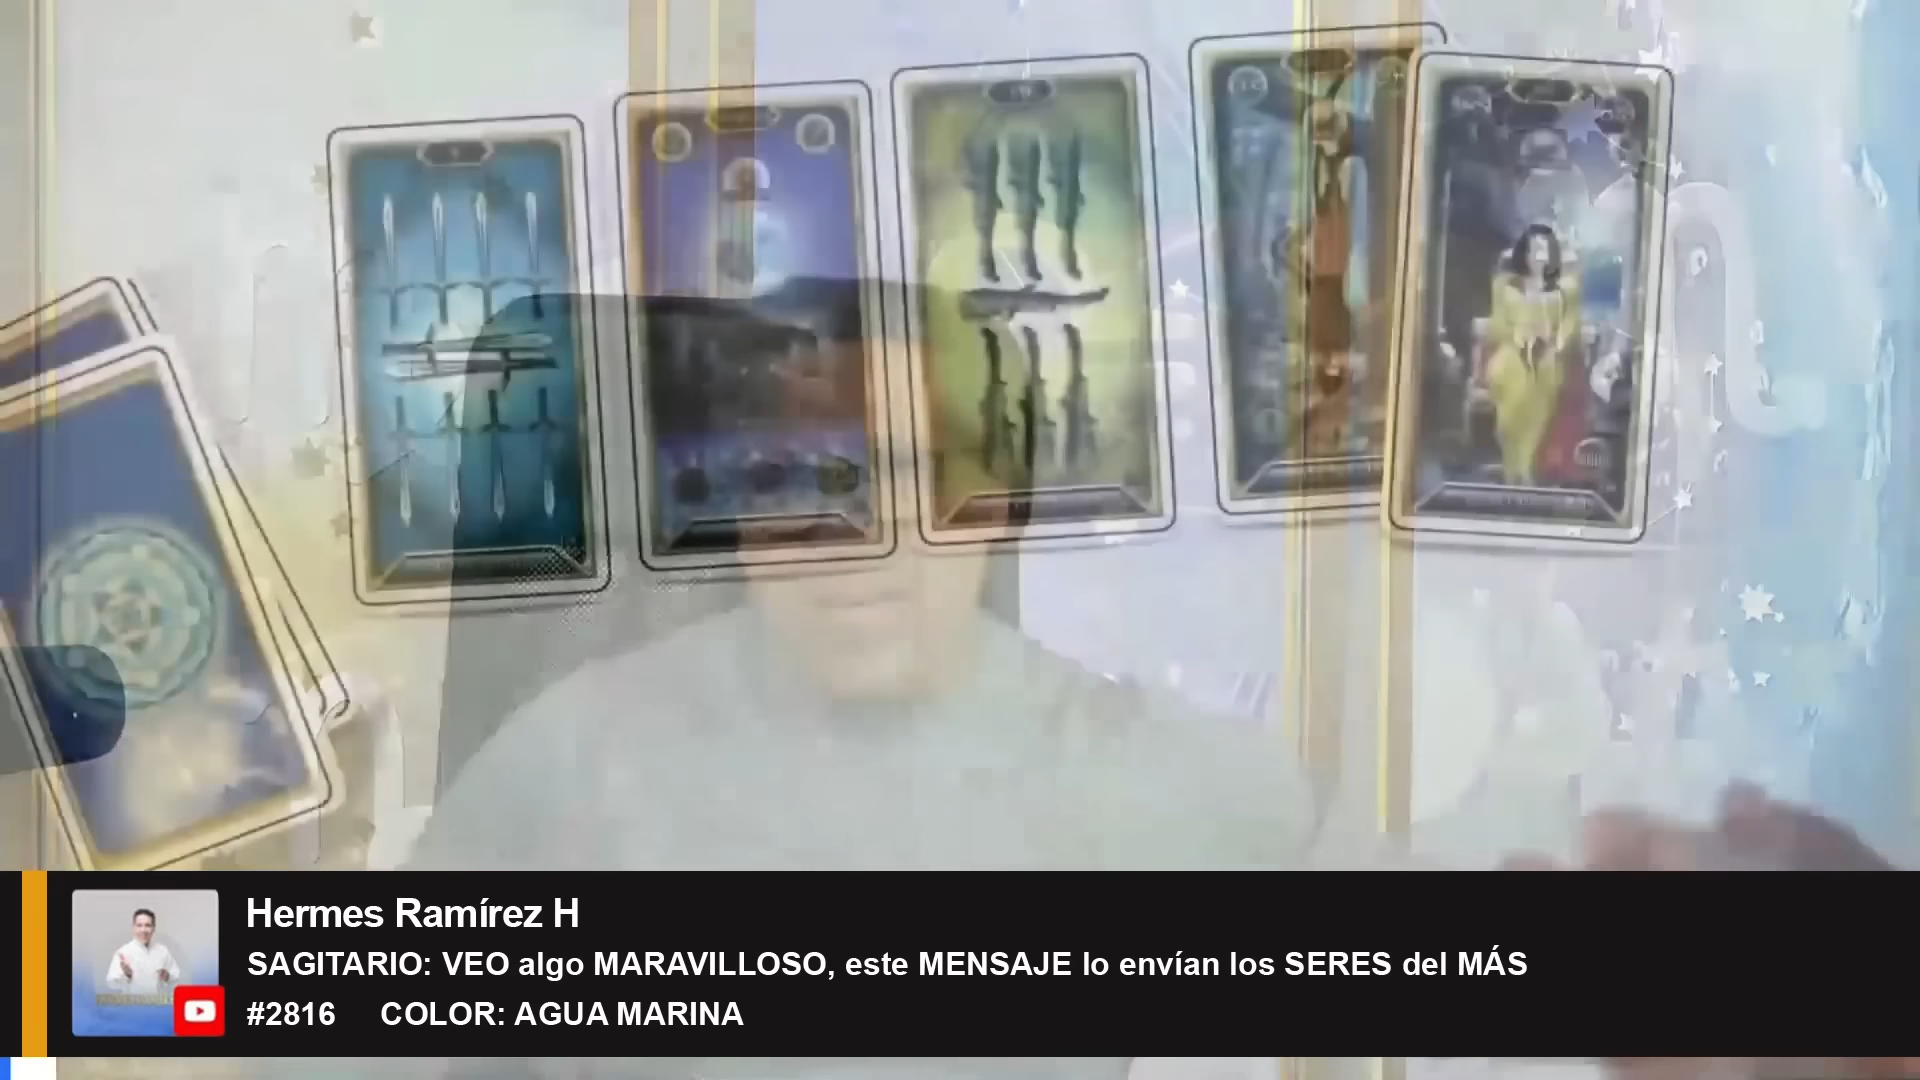 Hermes Ramírez H
SAGITARIO: VEO algo MARAVILLOSO, este MENSAJE lo envían los SERES del MÁS
#2816 COLOR: AGUA MARINA